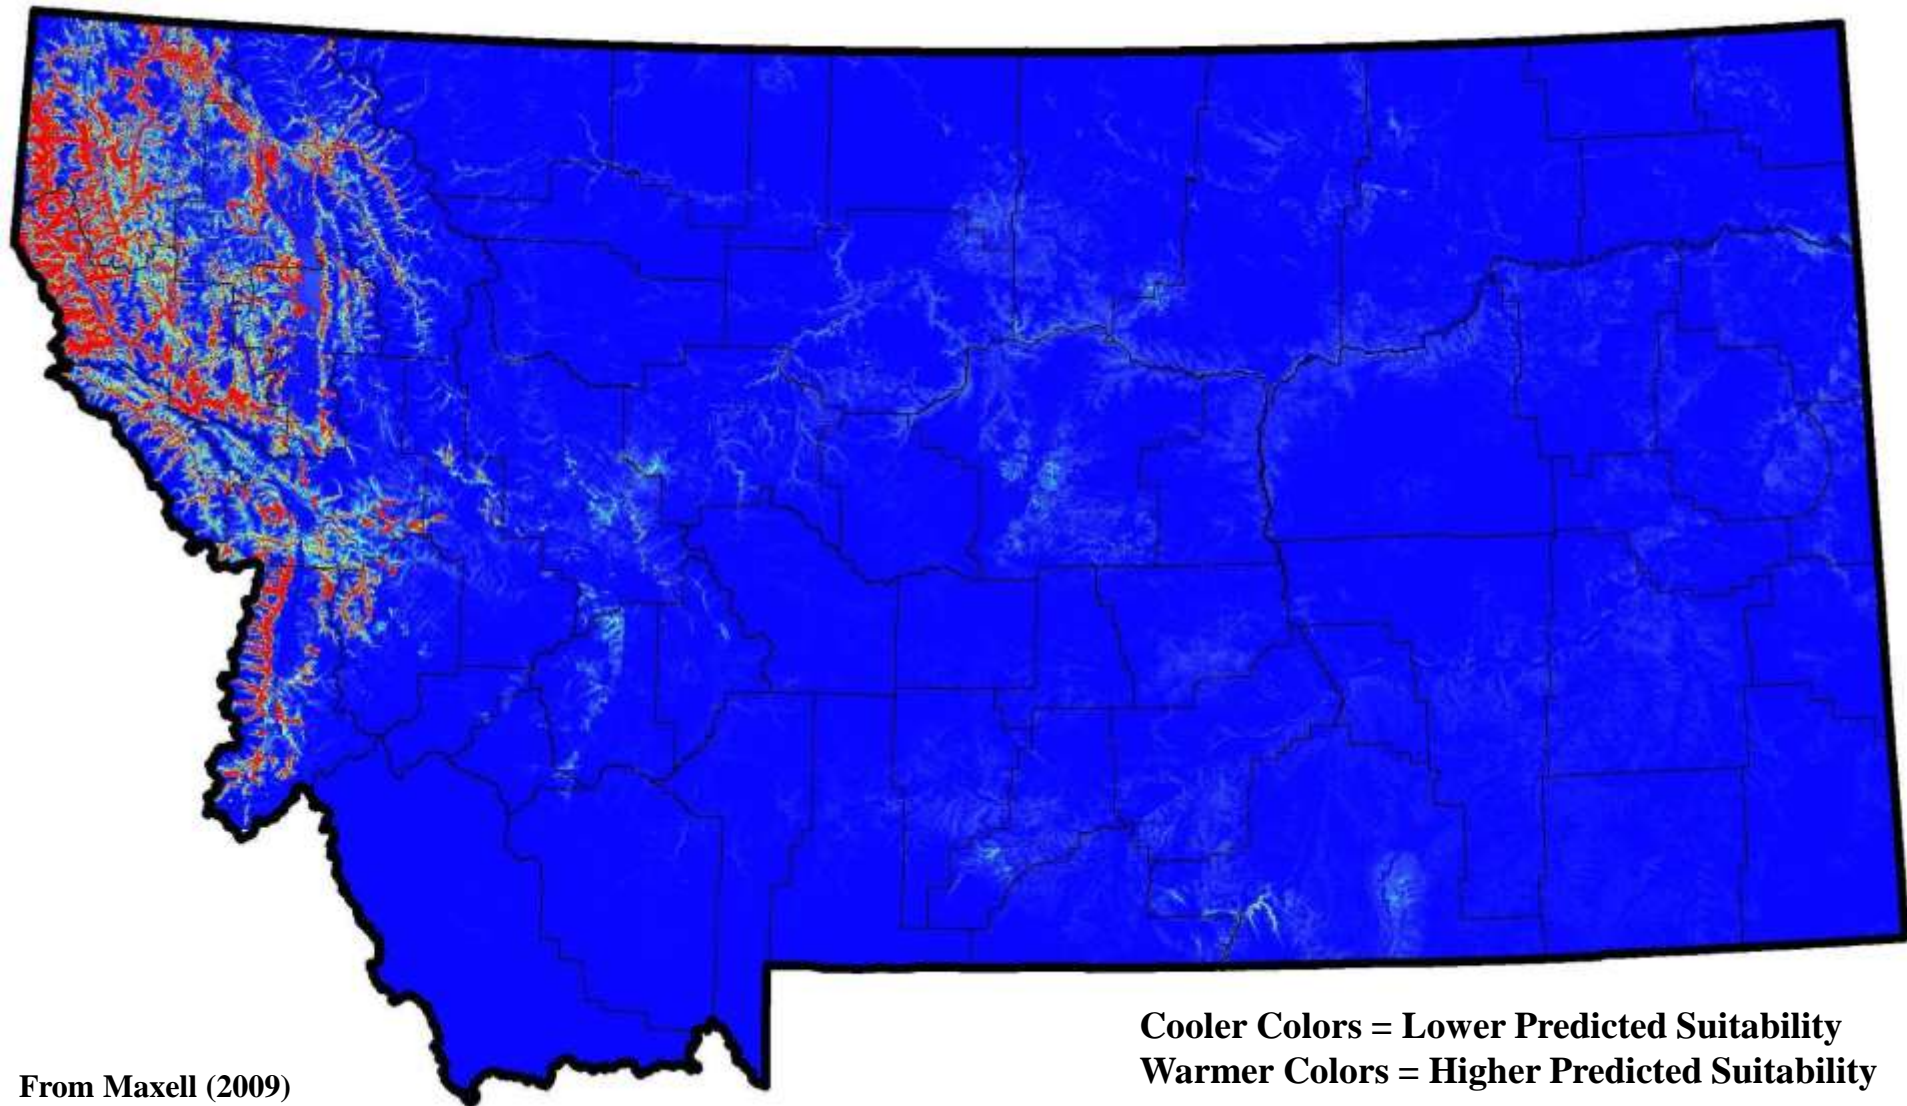 Cooler Colors = Lower Predicted Suitability
Warmer Colors = Higher Predicted Suitability
From Maxell (2009)